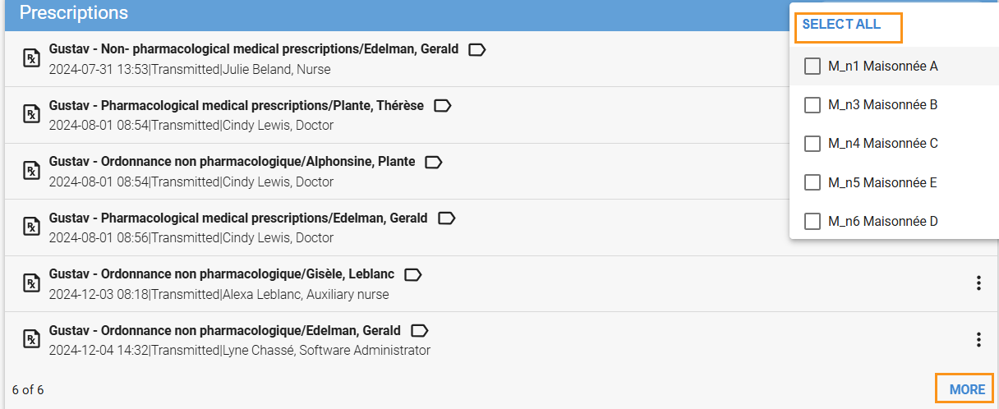 Prescriptions
Gustav - Non- pharmacological medical prescriptions/Edelman, Gerald
2024-07-31 13:53|Transmitted|Julie Beland, Nurse
Gustav - Pharmacological medical prescriptions/Plante, Thérèse
2024-08-01 08:54|Transmitted|Cindy Lewis, Doctor
Gustav - Ordonnance non pharmacologique/Alphonsine, Plante
2024-08-01 08:54|Transmitted|Cindy Lewis, Doctor
Gustav - Pharmacological medical prescriptions/Edelman, Gerald
2024-08-01 08:56|Transmitted|Cindy Lewis, Doctor
Gustav - Ordonnance non pharmacologique/Gisèle, Leblanc
2024-12-03 08:18|Transmitted|Alexa Leblanc, Auxiliary nurse
Gustav - Ordonnance non pharmacologique/Edelman, Gerald
2024-12-04 14:32|Transmitted|Lyne Chassé, Software Administrator
6 of 6
MORE
SELECT ALL
M_n1 Maisonnée A
M_n3 Maisonnée B
M_n4 Maisonnée C
M_n5 Maisonnée E
M_n6 Maisonnée D